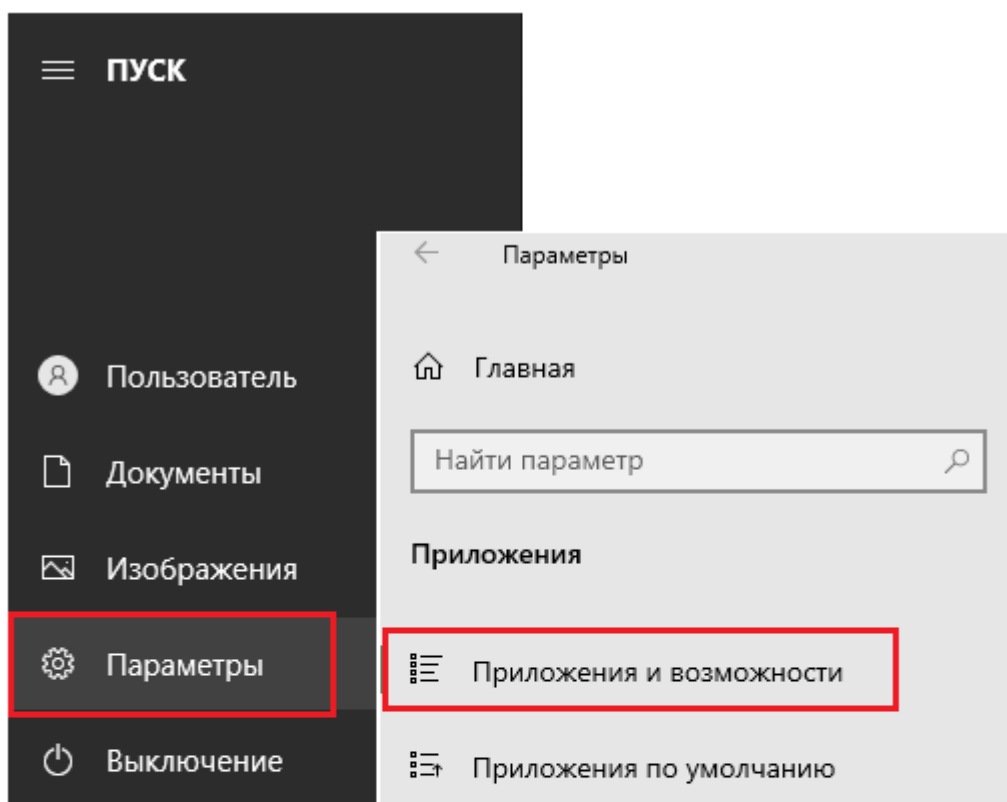 ПУСК
Пользователь
Документы
Изображения
Параметры
Выключение
Параметры
Главная
Найти параметр
Приложения
Приложения и возможности
Приложения по умолчанию